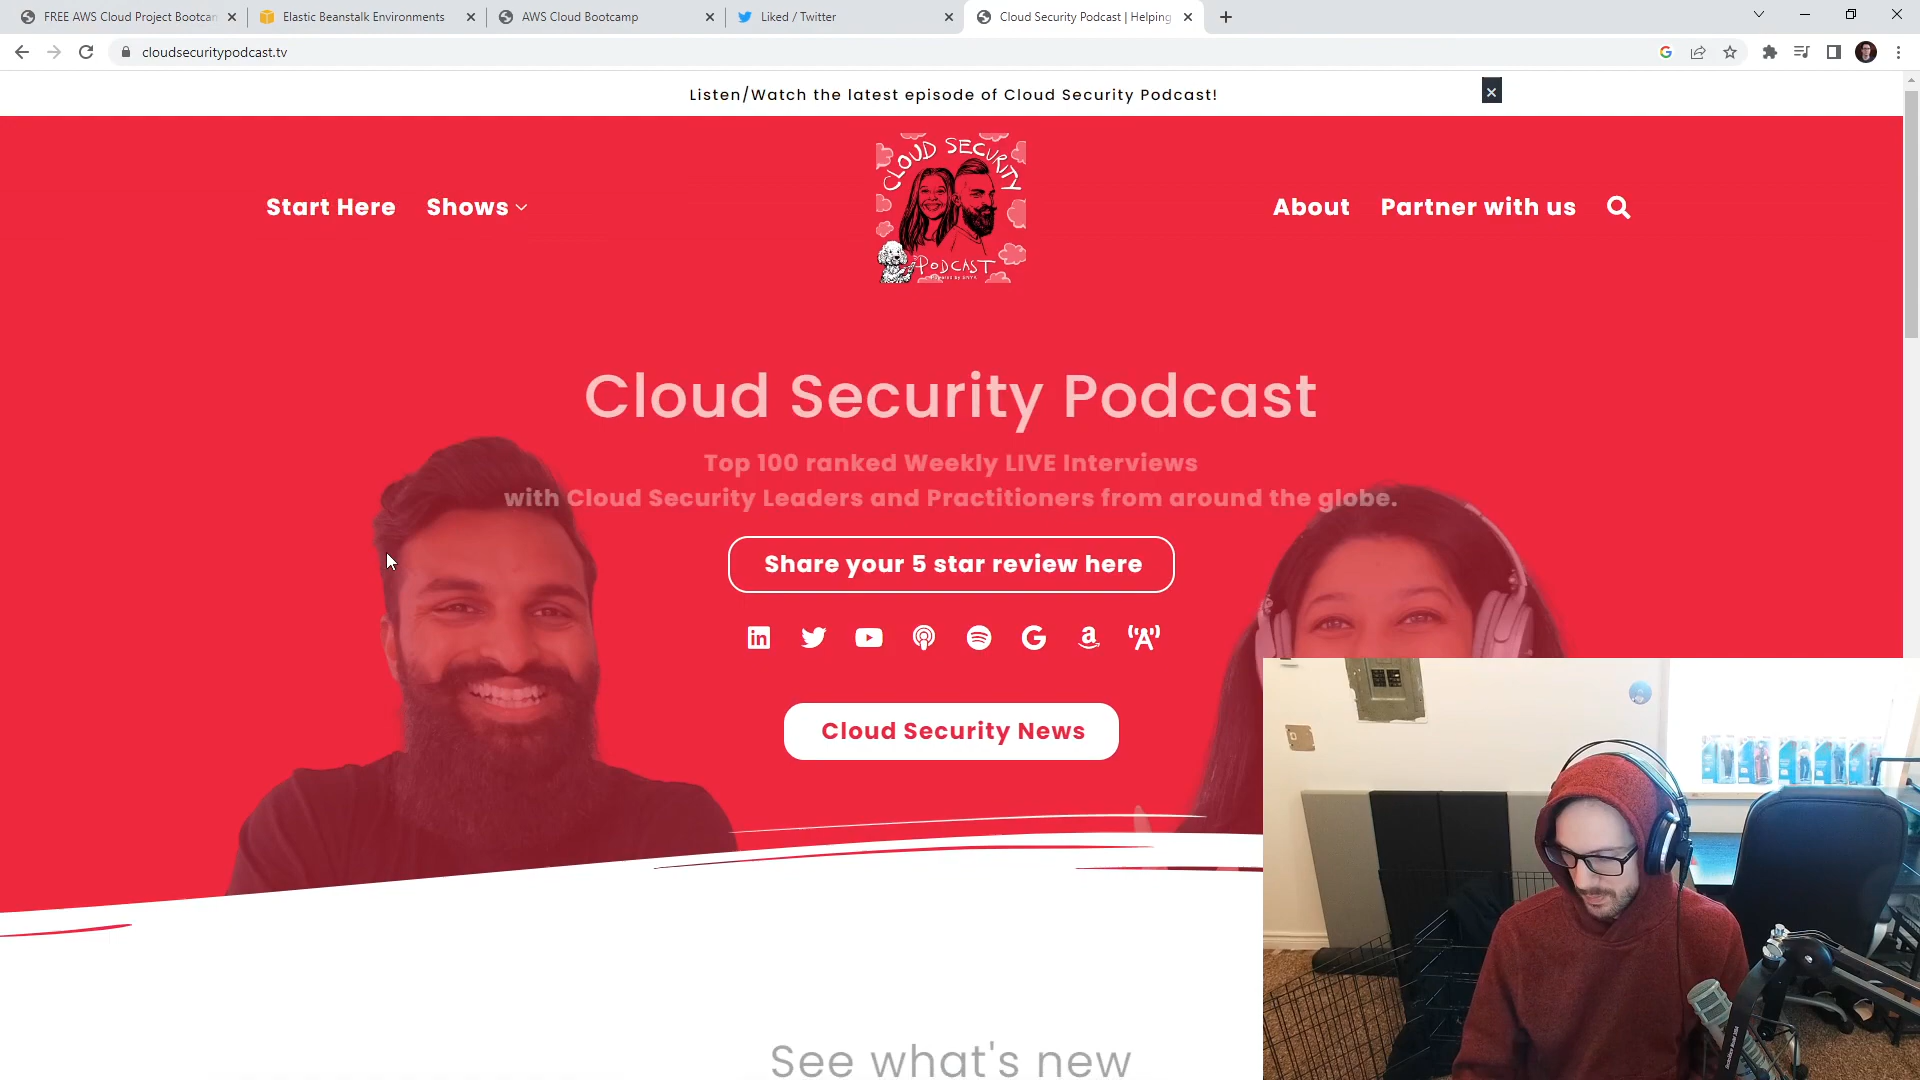 FREE AWS Cloud Project Bootcam
Elastic Beanstalk Environments
AWS Cloud Bootcamp
Liked / Twitter
Cloud Security Podcast | Helping
cloudsecuritypodcast.tv
Listen/Watch the latest episode of Cloud Security Podcast!
Start Here
Shows
CLOUD SECURITY
PODCAST
About
Partner with us
Cloud Security Podcast
Top 100 ranked Weekly LIVE Interviews
with Cloud Security Leaders and Practitioners from around the globe.
Share your 5 star review here
Cloud Security News
See what's new